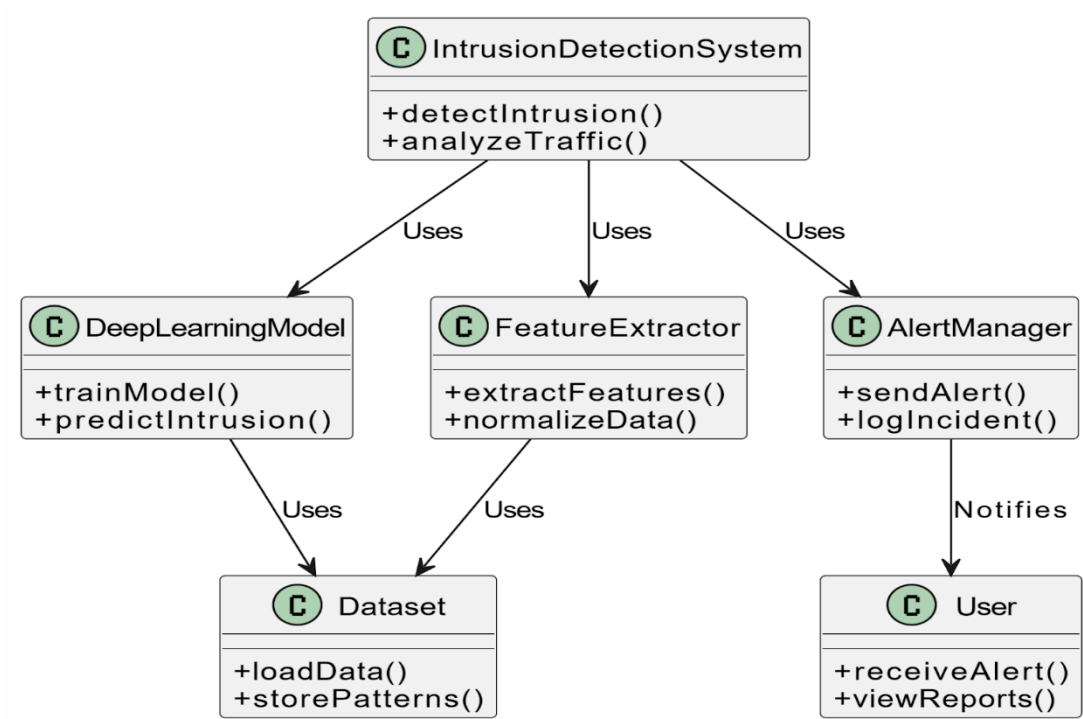 C IntrusionDetectionSystem
+detectIntrusion()
+analyzeTraffic()
Uses
Uses
Uses
C DeepLearningModel
+trainModel()
+predictIntrusion()
C FeatureExtractor
+extractFeatures()
+normalizeData()
C AlertManager
+sendAlert()
+logIncident()
Uses
Uses
Notifies
C Dataset
+loadData()
+storePatterns()
C User
+receiveAlert()
+viewReports()